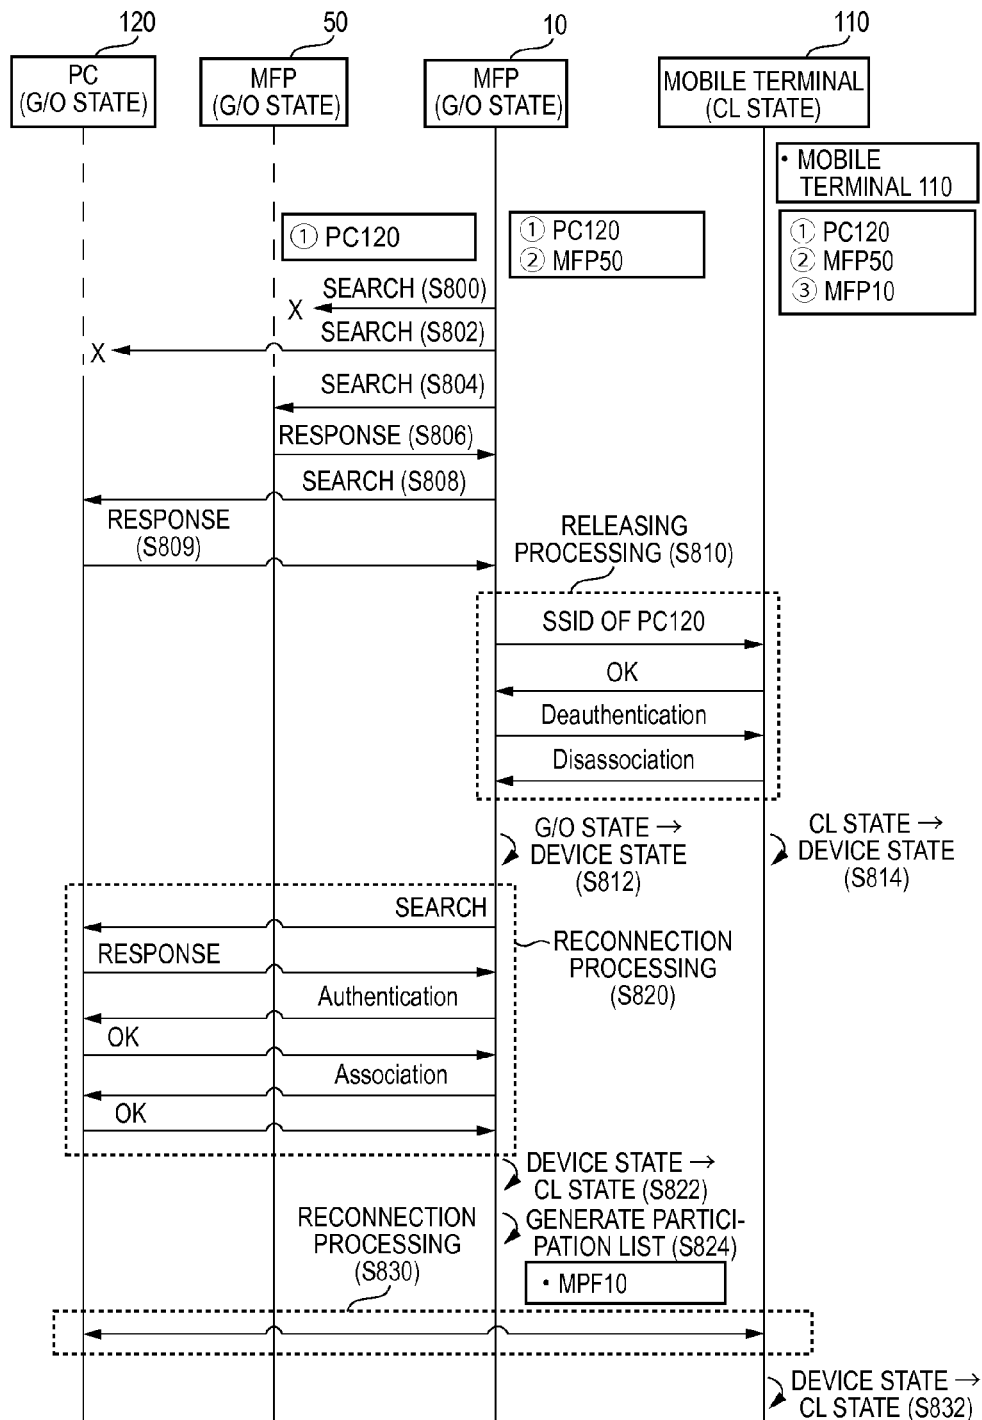 120
50
10
110
PC
(G/O STATE)
MFP
(G/O STATE)
MFP
(G/O STATE)
MOBILE TERMINAL
(CL STATE)
• MOBILE
TERMINAL 110
① PC120
① PC120
② MFP50
① PC120
② MFP50
③ MFP10
SEARCH (S800)
X
SEARCH (S802)
X
SEARCH (S804)
RESPONSE (S806)
SEARCH (S808)
RESPONSE
(S809)
RELEASING
PROCESSING (S810)
SSID OF PC120
OK
Deauthentication
Disassociation
G/O STATE →
DEVICE STATE
(S812)
CL STATE →
DEVICE STATE
(S814)
SEARCH
RESPONSE
RECONNECTION
PROCESSING
(S820)
Authentication
OK
Association
OK
DEVICE STATE →
CL STATE (S822)
GENERATE PARTICI-
PATION LIST (S824)
• MPF10
RECONNECTION
PROCESSING
(S830)
DEVICE STATE →
CL STATE (S832)